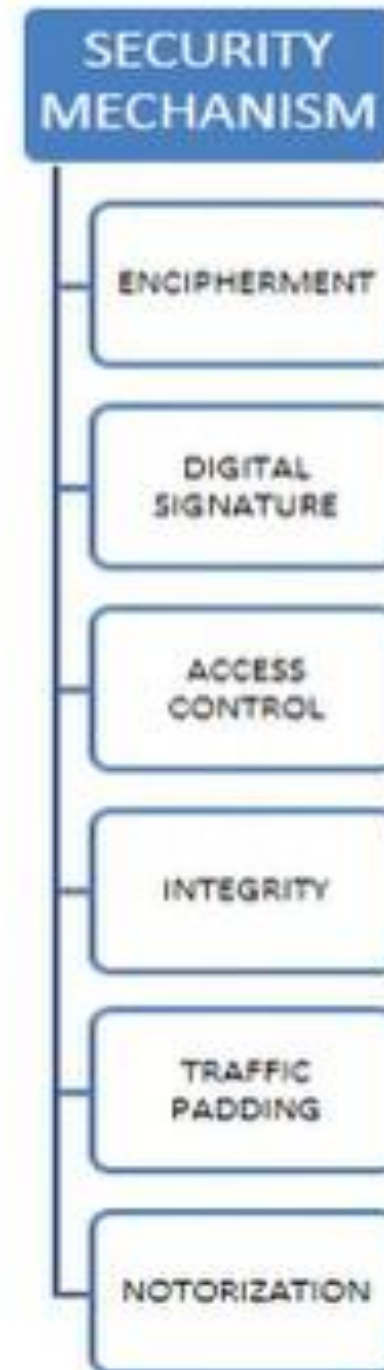 SECURITY
MECHANISM
ENCIPHERMENT
DIGITAL
SIGNATURE
ACCESS
CONTROL
INTEGRITY
TRAFFIC
PADDING
NOTORIZATION